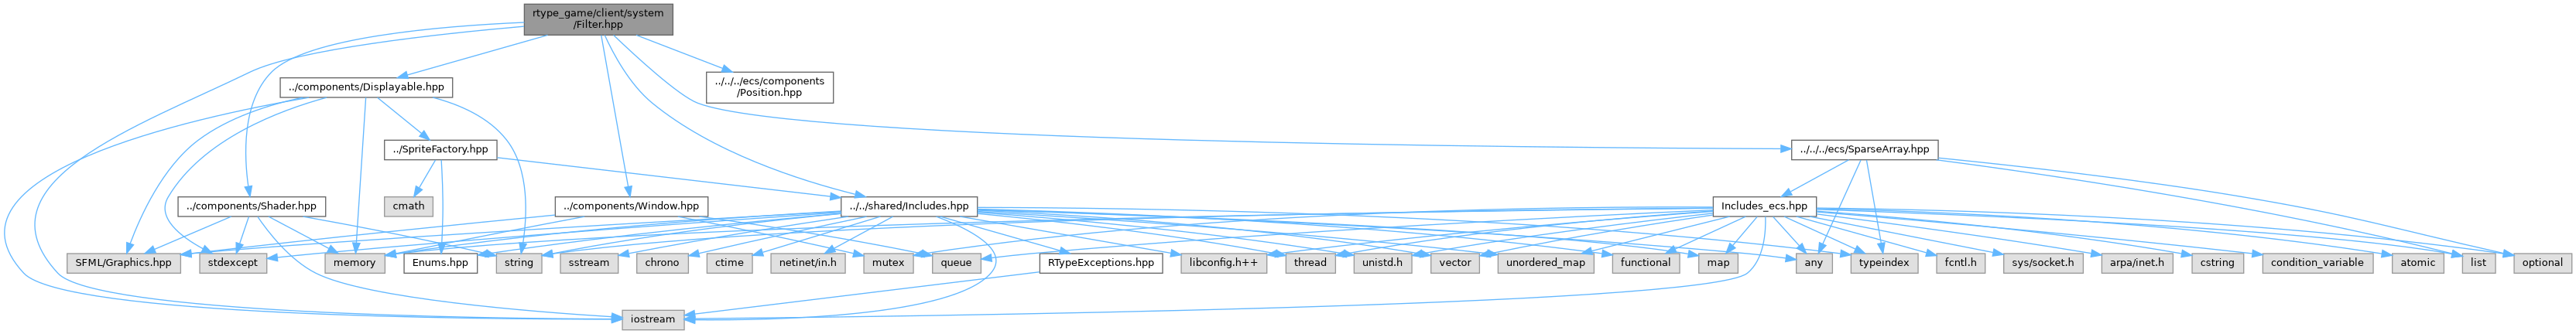 rtype_game/client/system
/Filter.hpp
../components/Displayable.hpp
../../../ecs/components
/Position.hpp
../SpriteFactory.hpp
../../../ecs/SparseArray.hpp
cmath
../components/Shader.hpp
../components/Window.hpp
../../shared/Includes.hpp
Includes_ecs.hpp
SFML/Graphics.hpp
stdexcept
memory
Enums.hpp
string
sstream
chrono
ctime
netinet/in.h
mutex
queue
RTypeExceptions.hpp
libconfig.h++
thread
unistd.h
vector
unordered_map
functional
map
any
typeindex
fcntl.h
sys/socket.h
arpa/inet.h
cstring
condition_variable
atomic
list
optional
iostream